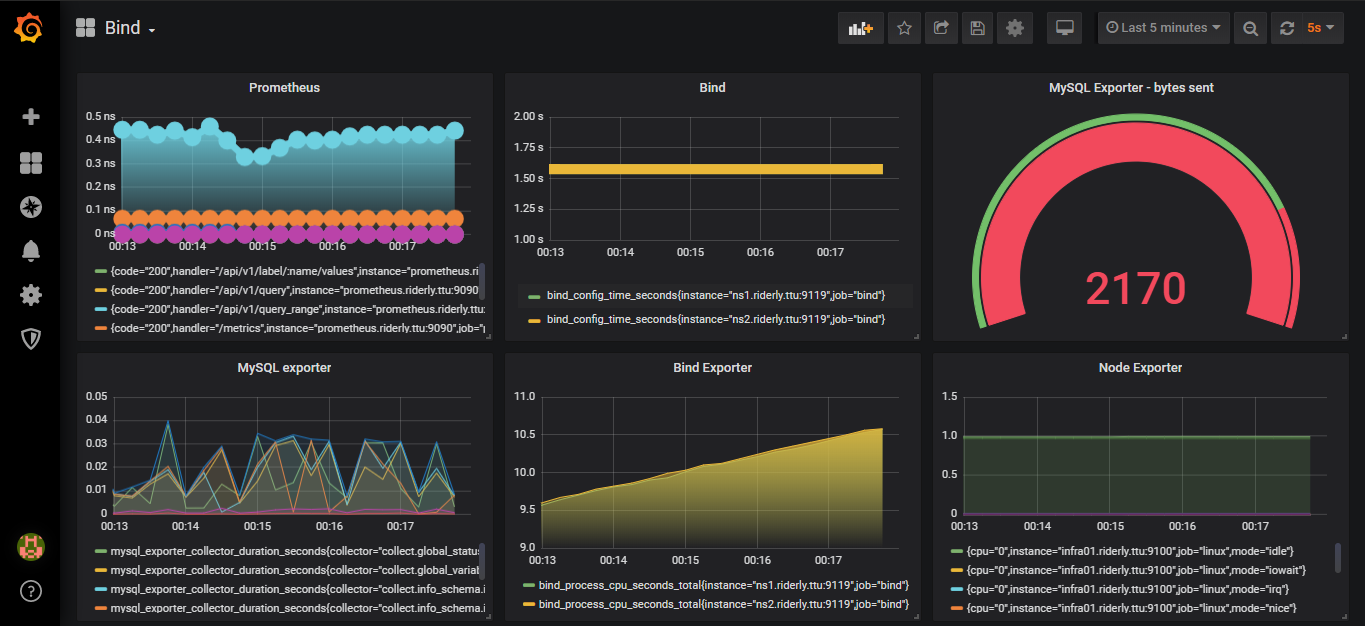 Bind
Last 5 minutes
5s
Prometheus
0.5 ns
0.4 ns
0.3 ns
0.2 ns
0.1 ns
0 ns
00:13 00:14 00:15 00:16 00:17
{code="200",handler="/api/v1/label/:name/values",instance="prometheus.ri
{code="200",handler="/api/v1/query",instance="prometheus.riderly.ttu:9090
{code="200",handler="/api/v1/query_range",instance="prometheus.riderly.ttu:
{code="200",handler="/metrics",instance="prometheus.riderly.ttu:9090",job="p
Bind
2.00 s
1.75 s
1.50 s
1.25 s
1.00 s
00:13 00:14 00:15 00:16 00:17
bind_config_time_seconds{instance="ns1.riderly.ttu:9119",job="bind"}
bind_config_time_seconds{instance="ns2.riderly.ttu:9119",job="bind"}
MySQL Exporter - bytes sent
2170
MySQL exporter
0.05
0.04
0.03
0.02
0.01
0
00:13 00:14 00:15 00:16 00:17
mysql_exporter_collector_duration_seconds{collector="collect.global_status
mysql_exporter_collector_duration_seconds{collector="collect.global_variab
mysql_exporter_collector_duration_seconds{collector="collect.info_schema.i
mysql_exporter_collector_duration_seconds{collector="collect.info_schema.i
Bind Exporter
11.0
10.5
10.0
9.5
9.0
00:13 00:14 00:15 00:16 00:17
bind_process_cpu_seconds_total{instance="ns1.riderly.ttu:9119",job="bind"}
bind_process_cpu_seconds_total{instance="ns2.riderly.ttu:9119",job="bind"}
Node Exporter
1.5
1.0
0.5
0
00:13 00:14 00:15 00:16 00:17
{cpu="0",instance="infra01.riderly.ttu:9100",job="linux",mode="idle"}
{cpu="0",instance="infra01.riderly.ttu:9100",job="linux",mode="iowait"}
{cpu="0",instance="infra01.riderly.ttu:9100",job="linux",mode="irq"}
{cpu="0",instance="infra01.riderly.ttu:9100",job="linux",mode="nice"}